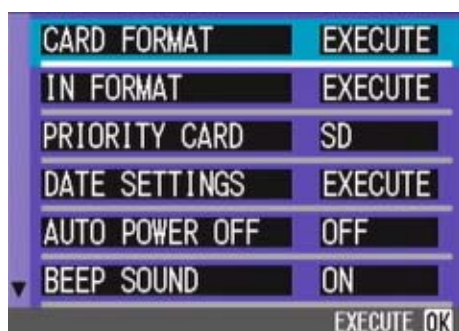 CARD FORMAT EXECUTE
IN FORMAT EXECUTE
PRIORITY CARD SD
DATE SETTINGS EXECUTE
AUTO POWER OFF OFF
BEEP SOUND ON
EXECUTE OK